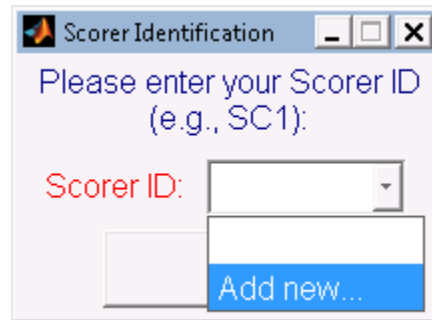 Scorer Identification
Please enter your Scorer ID
(e.g., SC1):
Scorer ID:
Add new...